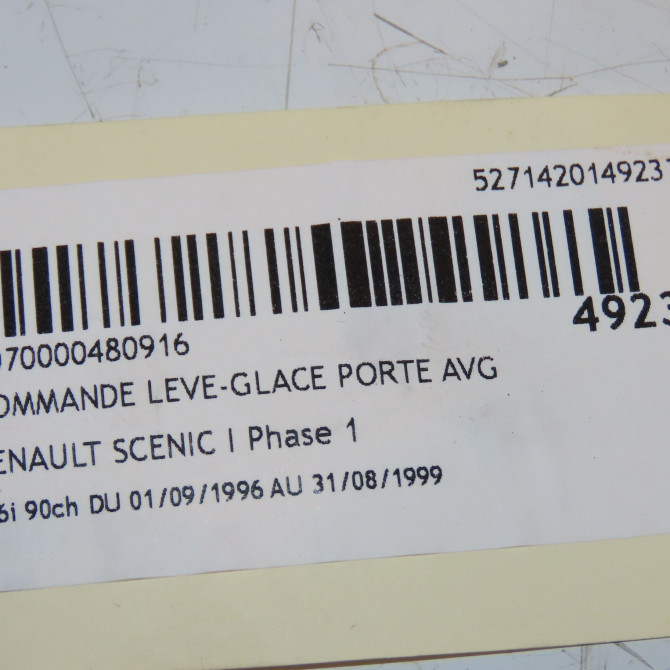 527142014923
4923
070000480916
OMMANDE LEVE-GLACE PORTE AVG
ENAULT SCENIC I Phase 1
6i 90ch DU 01/09/1996 AU 31/08/1999